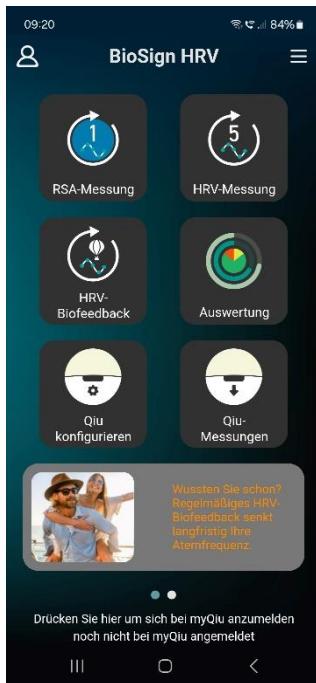 09:20
84%
BioSign HRV
1
5
RSA-Messung
HRV-Messung
HRV-
Biofeedback
Auswertung
Qiu
konfigurieren
Qiu-
Messungen
Wussten Sie schon?
Regelmäßiges HRV-
Biofeedback senkt
langfristig Ihre
Atemfrequenz.
Drücken Sie hier um sich bei myQiu anzumelden
noch nicht bei myQiu angemeldet